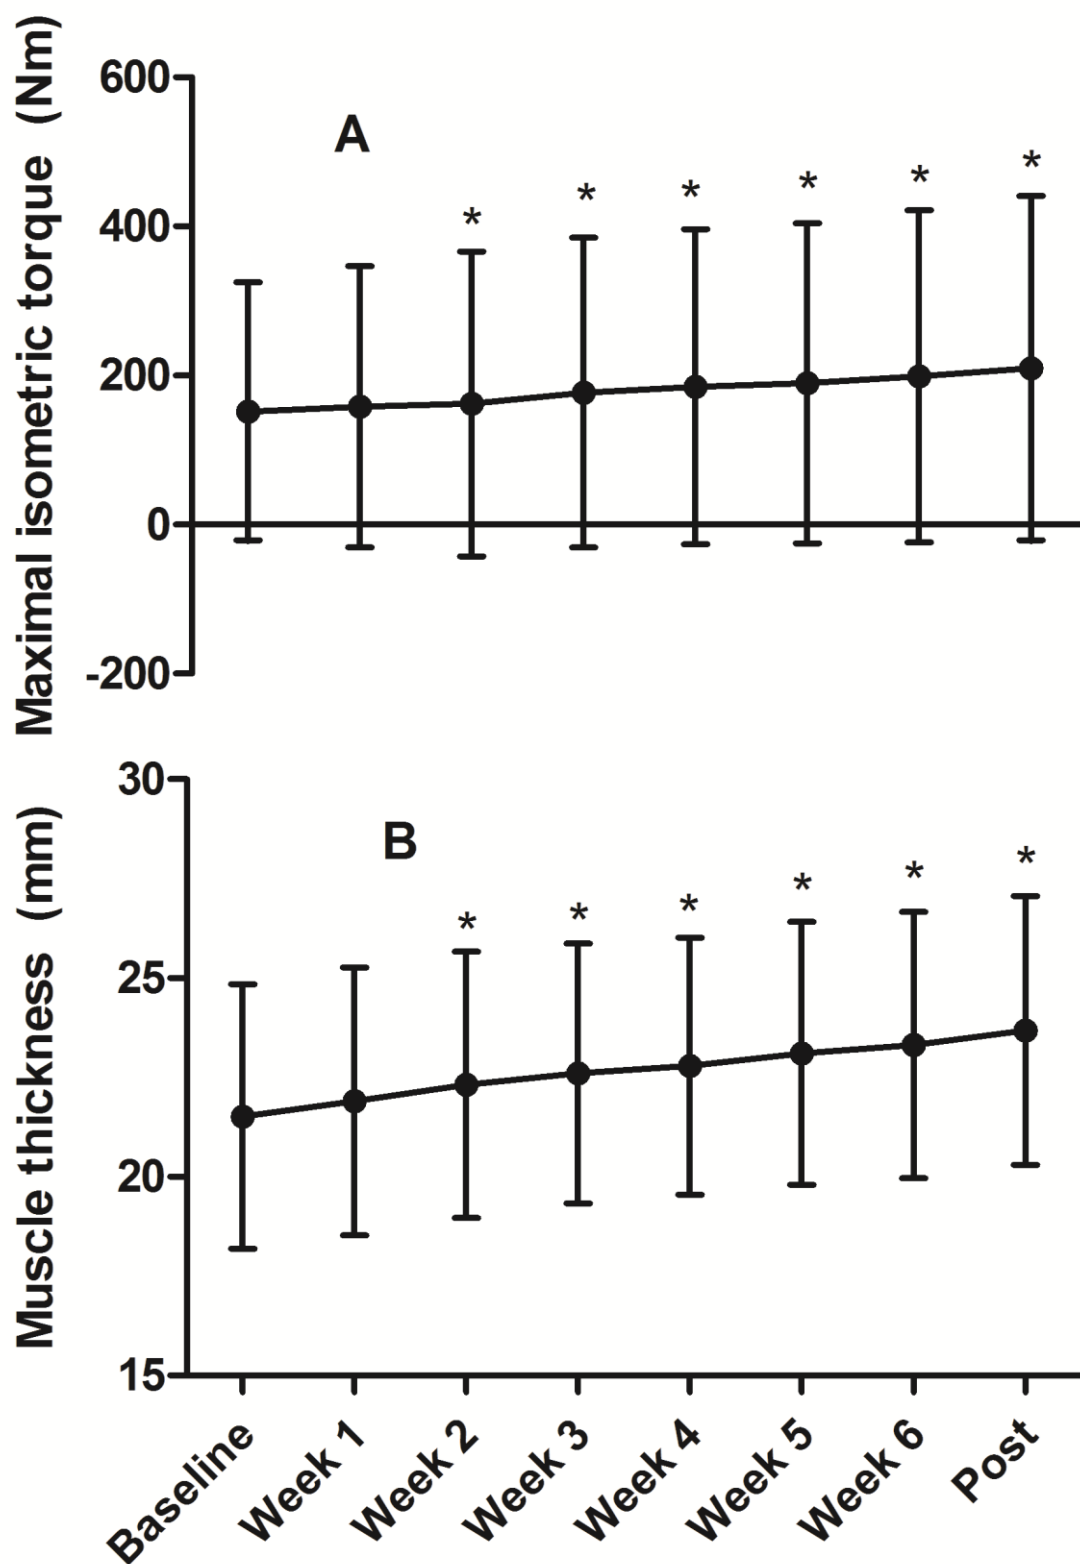 Maximal isometric torque (Nm)
600
400
200
0
-200
A
* * * * * *
Muscle thickness (mm)
30
25
20
15
B
* * * * * *
Baseline
Week 1
Week 2
Week 3
Week 4
Week 5
Week 6
Post